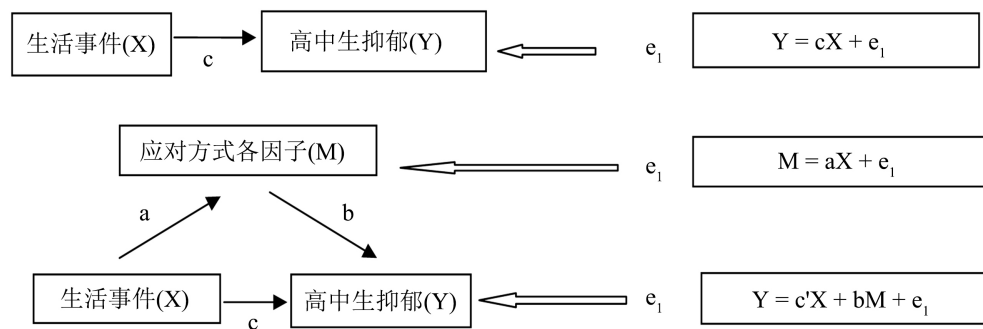 生活事件(X)
c
高中生抑郁(Y)
e₁
Y = cX + e₁
应对方式各因子(M)
e₁
M = aX + e₁
a
b
生活事件(X)
c
高中生抑郁(Y)
e₁
Y = c'X + bM + e₁